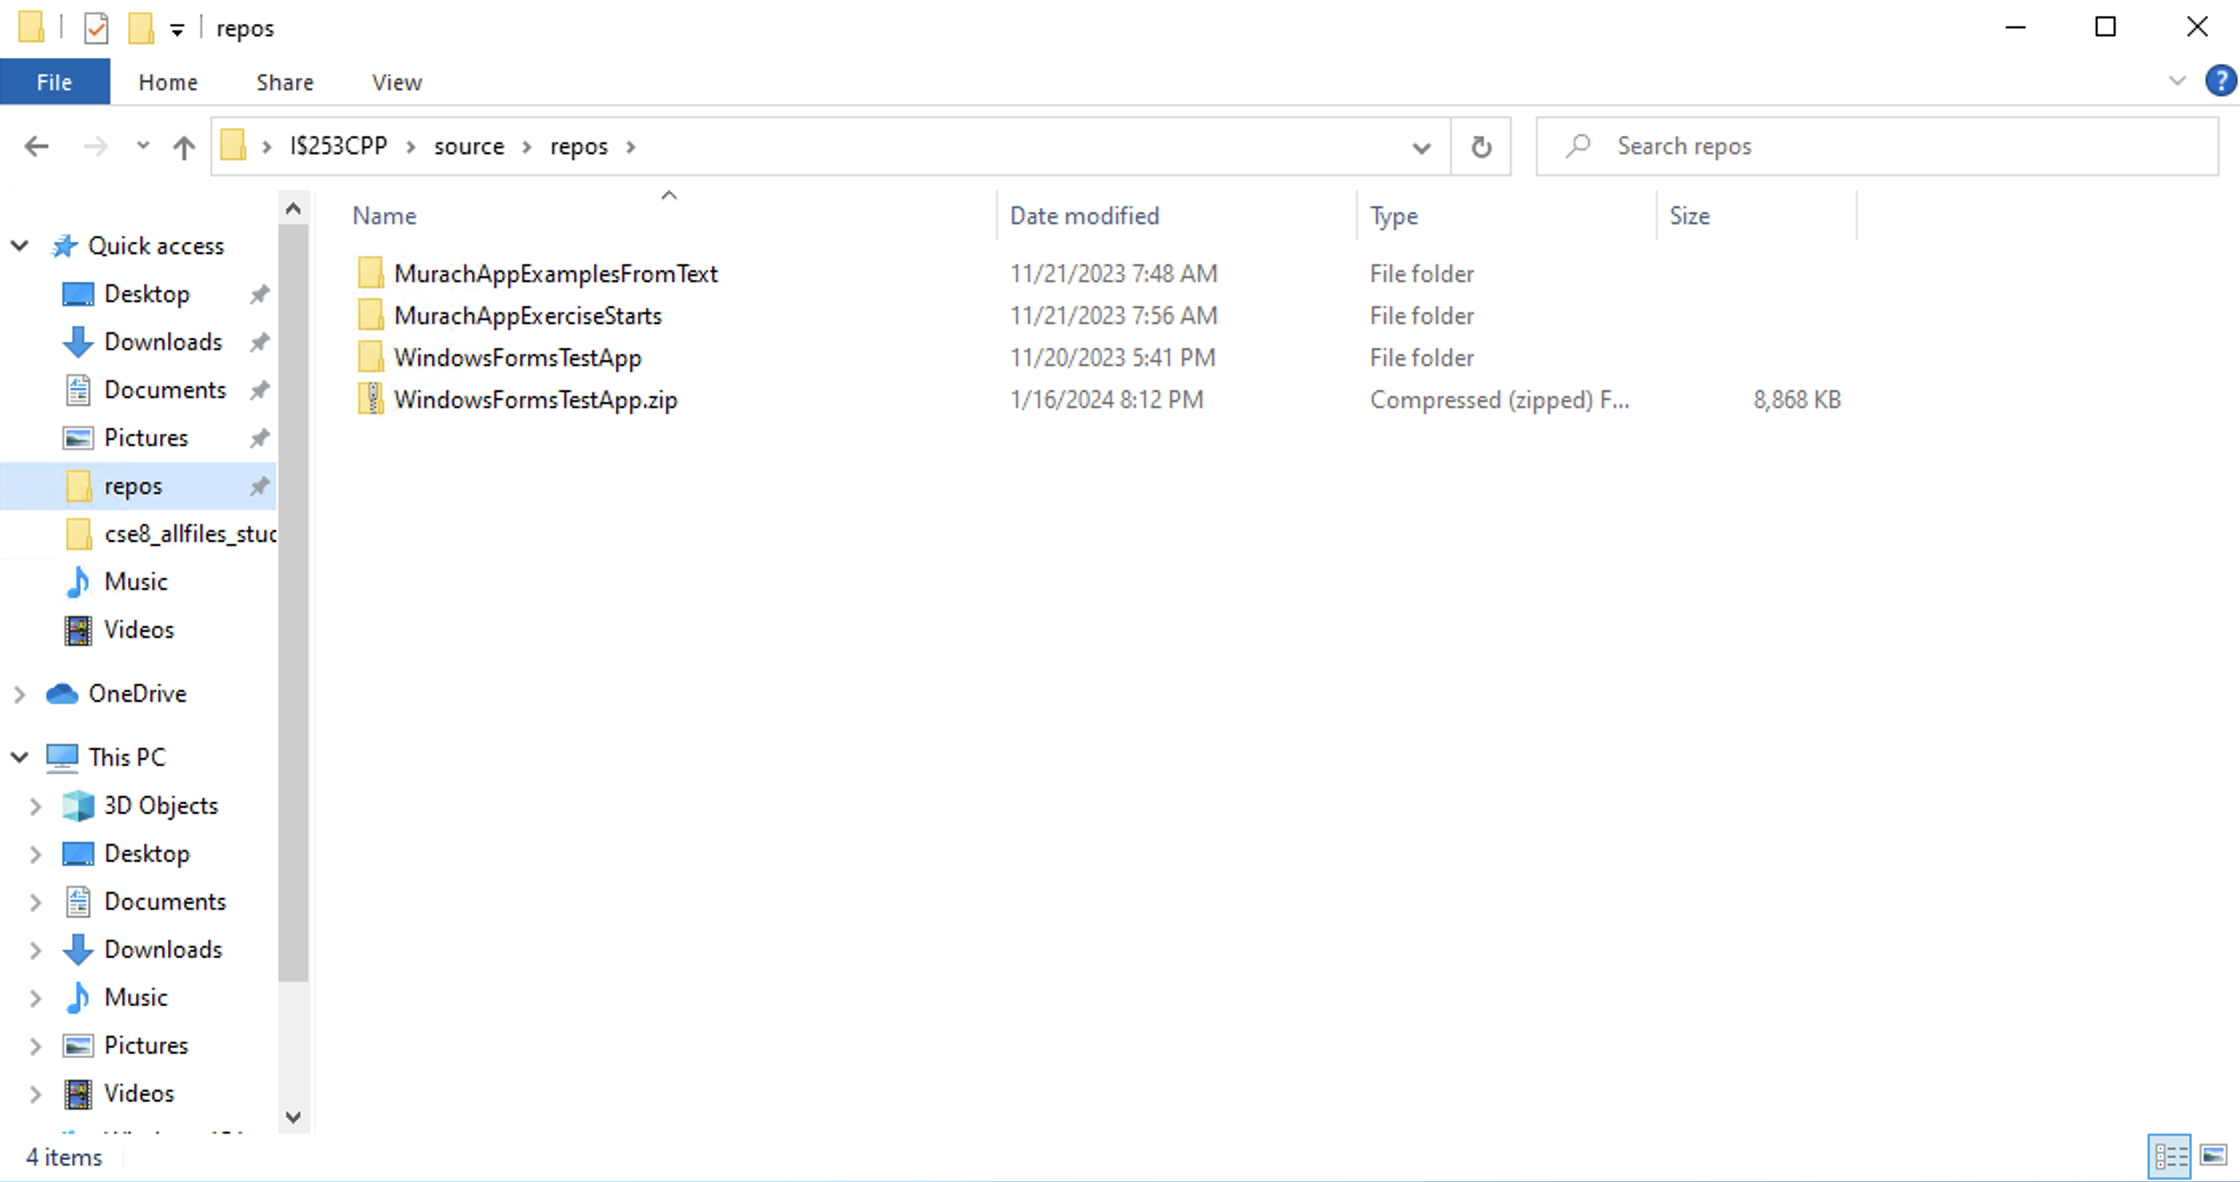 repos
File Home Share View
I$253CPP source repos
Search repos
Name Date modified Type Size
MurachAppExamplesFromText 11/21/2023 7:48 AM File folder
MurachAppExerciseStarts 11/21/2023 7:56 AM File folder
WindowsFormsTestApp 11/20/2023 5:41 PM File folder
WindowsFormsTestApp.zip 1/16/2024 8:12 PM Compressed (zipped) F... 8,868 KB
Quick access
Desktop
Downloads
Documents
Pictures
repos
cse8_allfiles_stud
Music
Videos
OneDrive
This PC
3D Objects
Desktop
Documents
Downloads
Music
Pictures
Videos
4 items